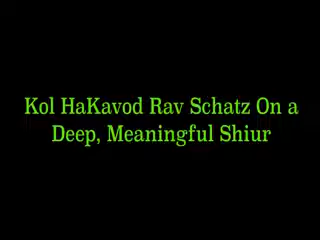 Kol HaKavod Rav Schatz On a
Deep, Meaningful Shiur